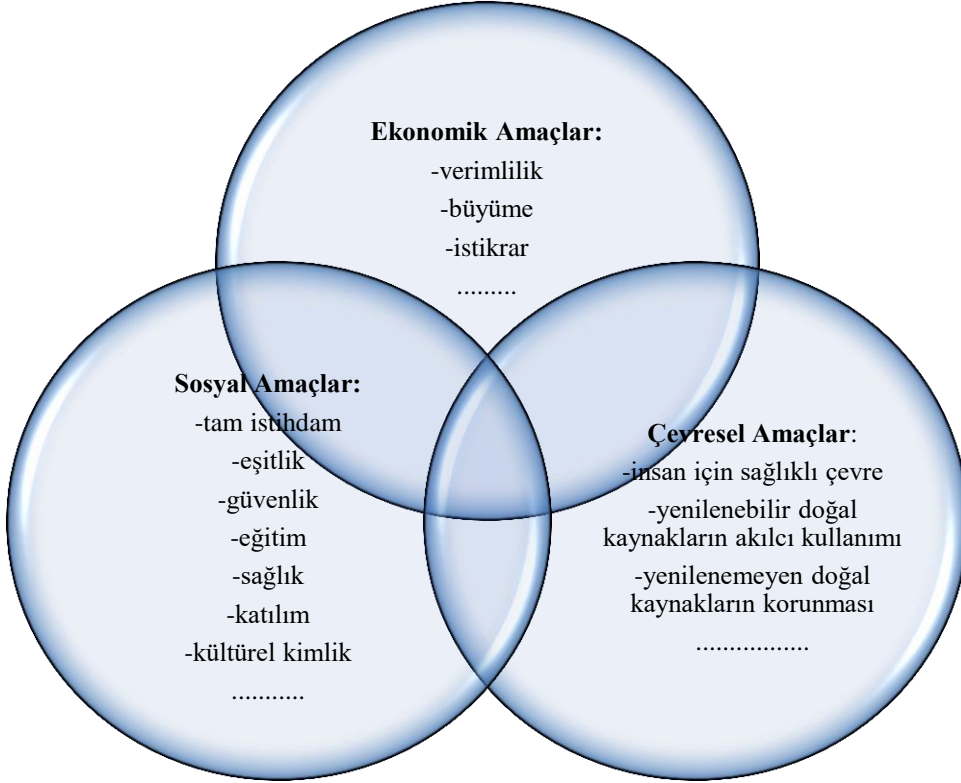 Ekonomik Amaçlar:
-verimlilik
-büyüme
-istikrar
.........
Sosyal Amaçlar:
-tam istihdam
-eşitlik
-güvenlik
-eğitim
-sağlık
-katılım
-kültürel kimlik
...........
Çevresel Amaçlar:
-insan için sağlıklı çevre
-yenilenebilir doğal
kaynakların akılcı kullanımı
-yenilenemeyen doğal
kaynakların korunması
.................